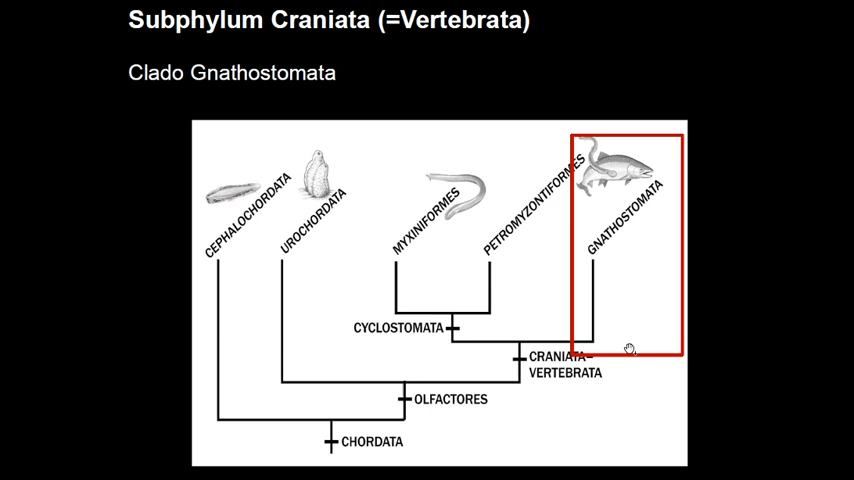 Subphylum Craniata (=Vertebrata)
Clado Gnathostomata
CEPHALOCHORDATA
UROCHORDATA
MYXINIFORMES
PETROMYZONTIFORMES
GNATHOSTOMATA
CYCLOSTOMATA
CRANIATA=
VERTEBRATA
OLFACTORES
CHORDATA